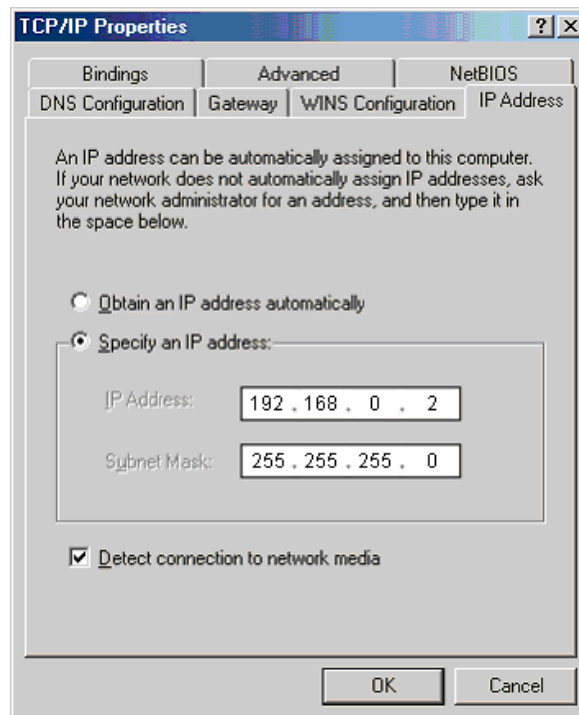 TCP/IP Properties
Bindings Advanced NetBIOS
DNS Configuration Gateway WINS Configuration IP Address
An IP address can be automatically assigned to this computer.
If your network does not automatically assign IP addresses, ask
your network administrator for an address, and then type it in
the space below.
Obtain an IP address automatically
Specify an IP address:
IP Address: 192 . 168 . 0 . 2
Subnet Mask: 255 . 255 . 255 . 0
Detect connection to network media
OK Cancel